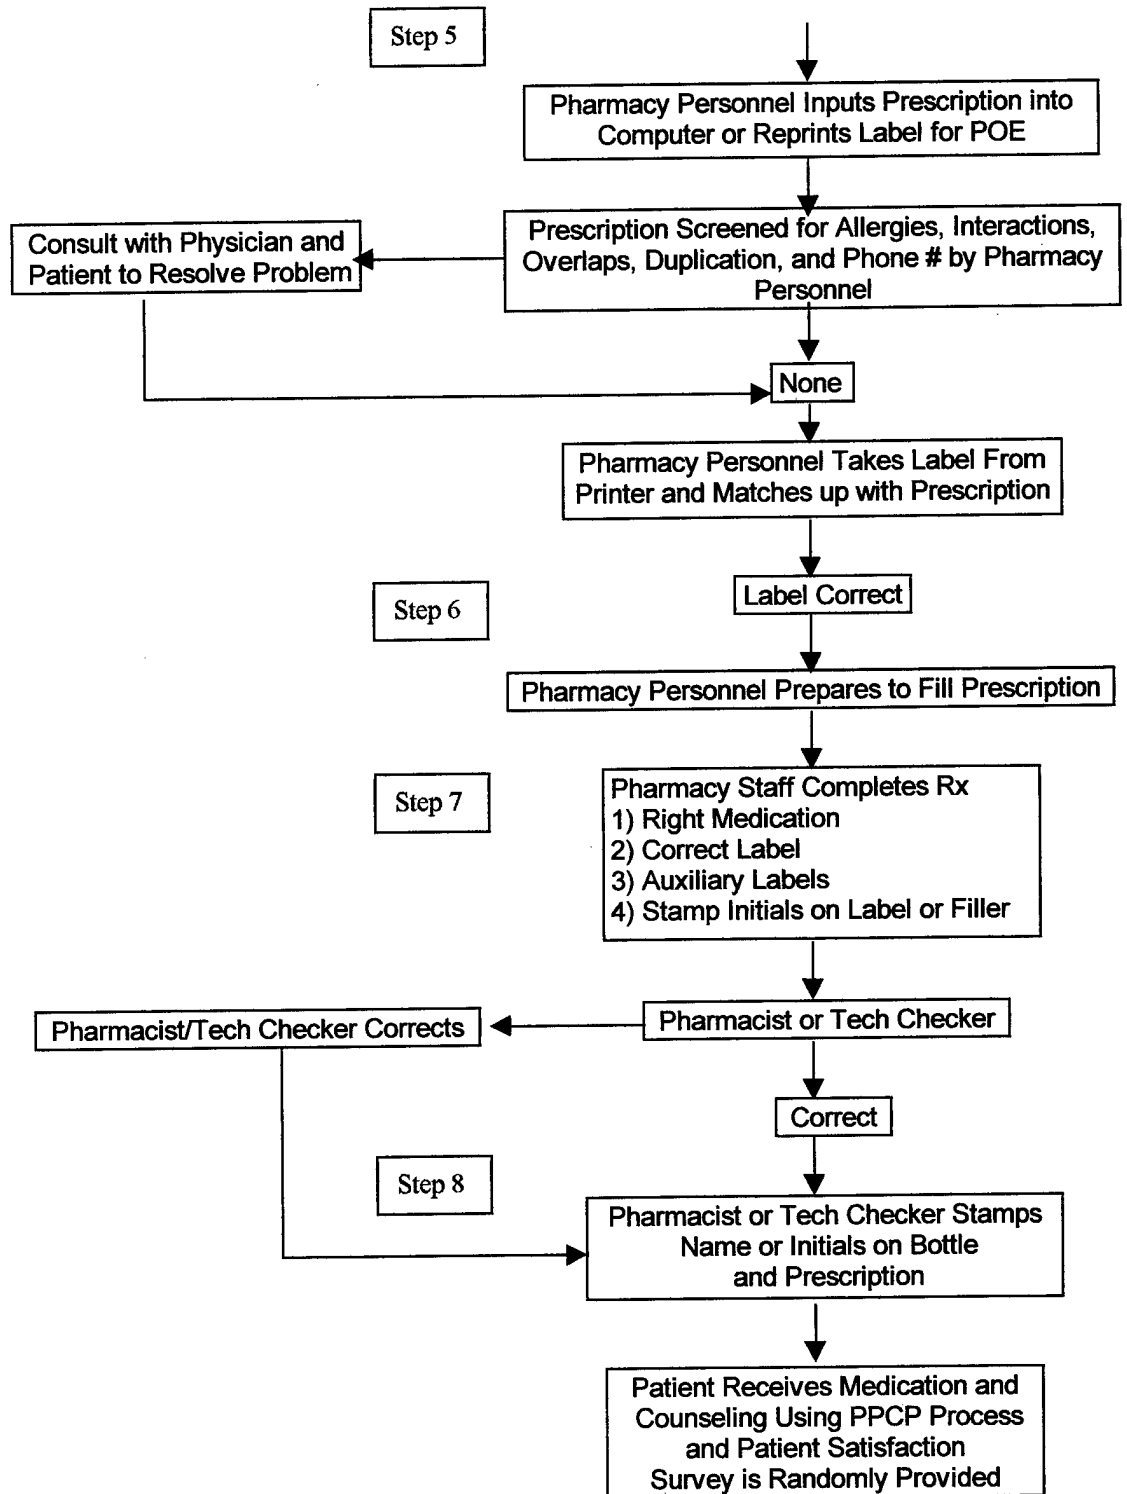 Step 5
Pharmacy Personnel Inputs Prescription into
Computer or Reprints Label for POE
Prescription Screened for Allergies, Interactions,
Overlaps, Duplication, and Phone # by Pharmacy
Personnel
Consult with Physician and
Patient to Resolve Problem
None
Pharmacy Personnel Takes Label From
Printer and Matches up with Prescription
Label Correct
Step 6
Pharmacy Personnel Prepares to Fill Prescription
Step 7
Pharmacy Staff Completes Rx
1) Right Medication
2) Correct Label
3) Auxiliary Labels
4) Stamp Initials on Label or Filler
Pharmacist or Tech Checker
Pharmacist/Tech Checker Corrects
Correct
Step 8
Pharmacist or Tech Checker Stamps
Name or Initials on Bottle
and Prescription
Patient Receives Medication and
Counseling Using PPCP Process
and Patient Satisfaction
Survey is Randomly Provided